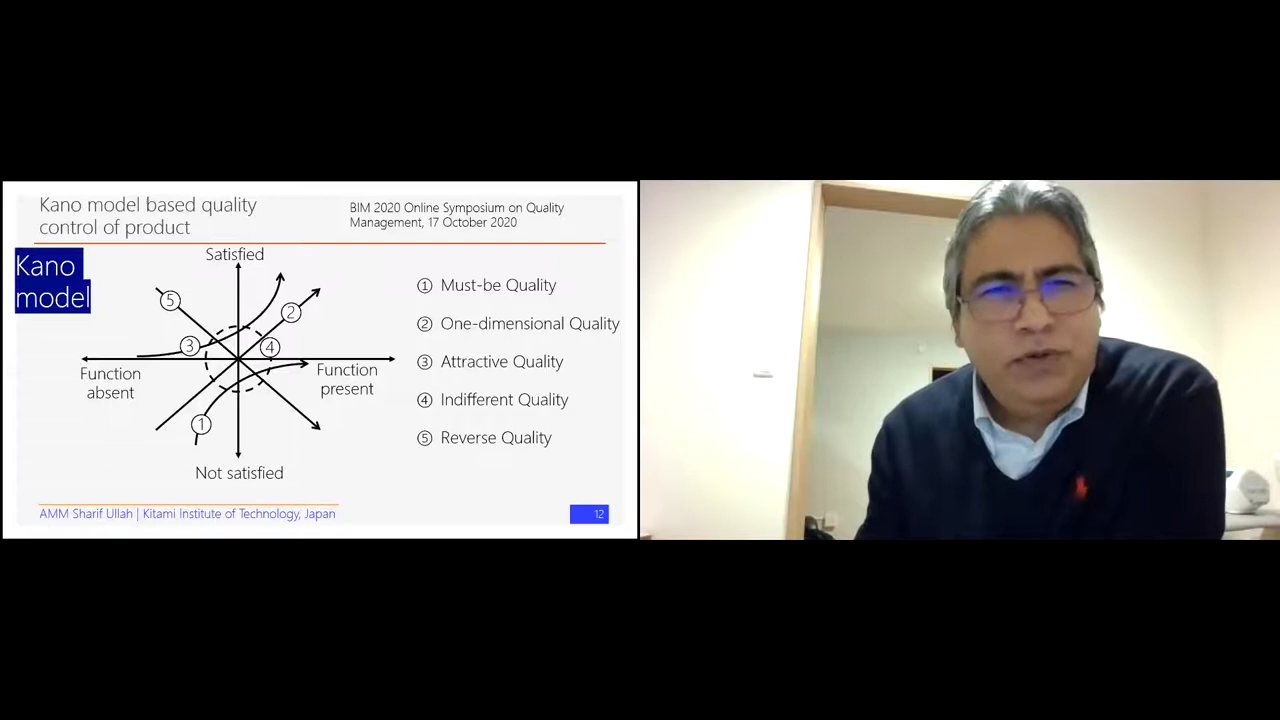 Kano model based quality
control of product
BIM 2020 Online Symposium on Quality
Management, 17 October 2020
Kano
model
Satisfied
5
2
3
4
Function
absent
Function
present
1
Not satisfied
1 Must-be Quality
2 One-dimensional Quality
3 Attractive Quality
4 Indifferent Quality
5 Reverse Quality
AMM Sharif Ullah | Kitami Institute of Technology, Japan
12